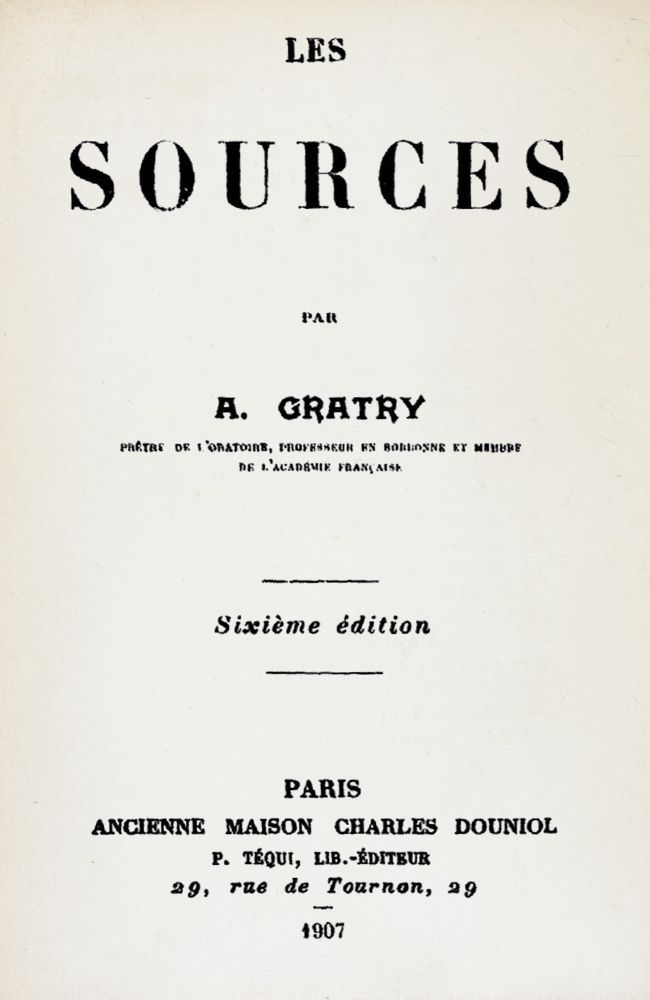 LES
SOURCES
PAR
A. GRATRY
PRÊTRE DE L'ORATOIRE, PROFESSEUR EN SORBONNE ET MEMBRE
DE L'ACADÉMIE FRANÇAISE
Sixième édition
PARIS
ANCIENNE MAISON CHARLES DOUNIOL
P. TÉQUI, LIB.-ÉDITEUR
29, rue de Tournon, 29
1907